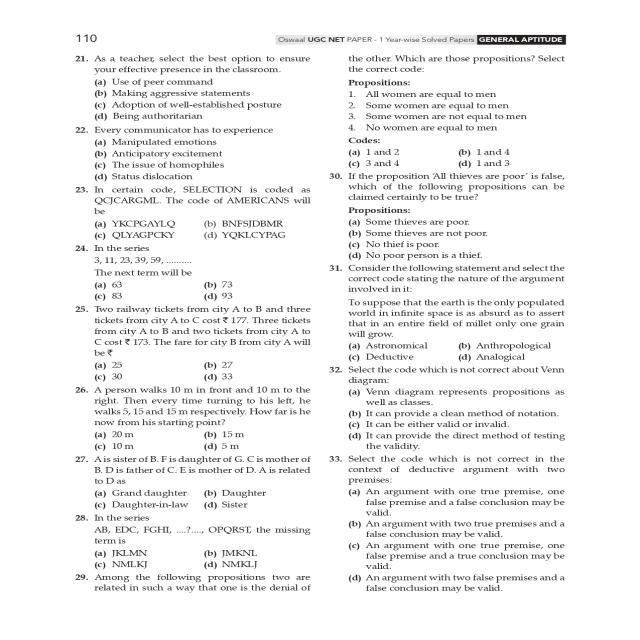 110
Oswaal UGC NET PAPER - 1 Year-wise Solved Papers GENERAL APTITUDE
21. As a teacher, select the best option to ensure
your effective presence in the classroom.
(a) Use of peer command
(b) Making aggressive statements
(c) Adoption of well-established posture
(d) Being authoritarian
22. Every communicator has to experience
(a) Manipulated emotions
(b) Anticipatory excitement
(c) The issue of homophiles
(d) Status dislocation
23. In certain code, SELECTION is coded as
QCJCARGML. The code of AMERICANS will
be
(a) YKCPGAYLQ (b) BNFSJDBMR
(c) QLYAGPCKY (d) YQKLCYPAG
24. In the series
3, 11, 23, 39, 59, ..........
The next term will be
(a) 63 (b) 73
(c) 83 (d) 93
25. Two railway tickets from city A to B and three
tickets from city A to C cost ₹ 177. Three tickets
from city A to B and two tickets from city A to
C cost ₹ 173. The fare for city B from city A will
be ₹
(a) 25 (b) 27
(c) 30 (d) 33
26. A person walks 10 m in front and 10 m to the
right. Then every time turning to his left, he
walks 5, 15 and 15 m respectively. How far is he
now from his starting point?
(a) 20 m (b) 15 m
(c) 10 m (d) 5 m
27. A is sister of B. F is daughter of G. C is mother of
B. D is father of C. E is mother of D. A is related
to D as
(a) Grand daughter (b) Daughter
(c) Daughter-in-law (d) Sister
28. In the series
AB, EDC, FGHI, ....?...., OPQRST, the missing
term is
(a) JKLMN (b) JMKNL
(c) NMLKJ (d) NMKLJ
29. Among the following propositions two are
related in such a way that one is the denial of
the other. Which are those propositions? Select
the correct code:
Propositions:
1. All women are equal to men
2. Some women are equal to men
3. Some women are not equal to men
4. No women are equal to men
Codes:
(a) 1 and 2 (b) 1 and 4
(c) 3 and 4 (d) 1 and 3
30. If the proposition 'All thieves are poor' is false,
which of the following propositions can be
claimed certainly to be true?
Propositions:
(a) Some thieves are poor.
(b) Some thieves are not poor.
(c) No thief is poor.
(d) No poor person is a thief.
31. Consider the following statement and select the
correct code stating the nature of the argument
involved in it:
To suppose that the earth is the only populated
world in infinite space is as absurd as to assert
that in an entire field of millet only one grain
will grow.
(a) Astronomical (b) Anthropological
(c) Deductive (d) Analogical
32. Select the code which is not correct about Venn
diagram:
(a) Venn diagram represents propositions as
well as classes.
(b) It can provide a clean method of notation.
(c) It can be either valid or invalid.
(d) It can provide the direct method of testing
the validity.
33. Select the code which is not correct in the
context of deductive argument with two
premises:
(a) An argument with one true premise, one
false premise and a false conclusion may be
valid.
(b) An argument with two true premises and a
false conclusion may be valid.
(c) An argument with one true premise, one
false premise and a true conclusion may be
valid.
(d) An argument with two false premises and a
false conclusion may be valid.